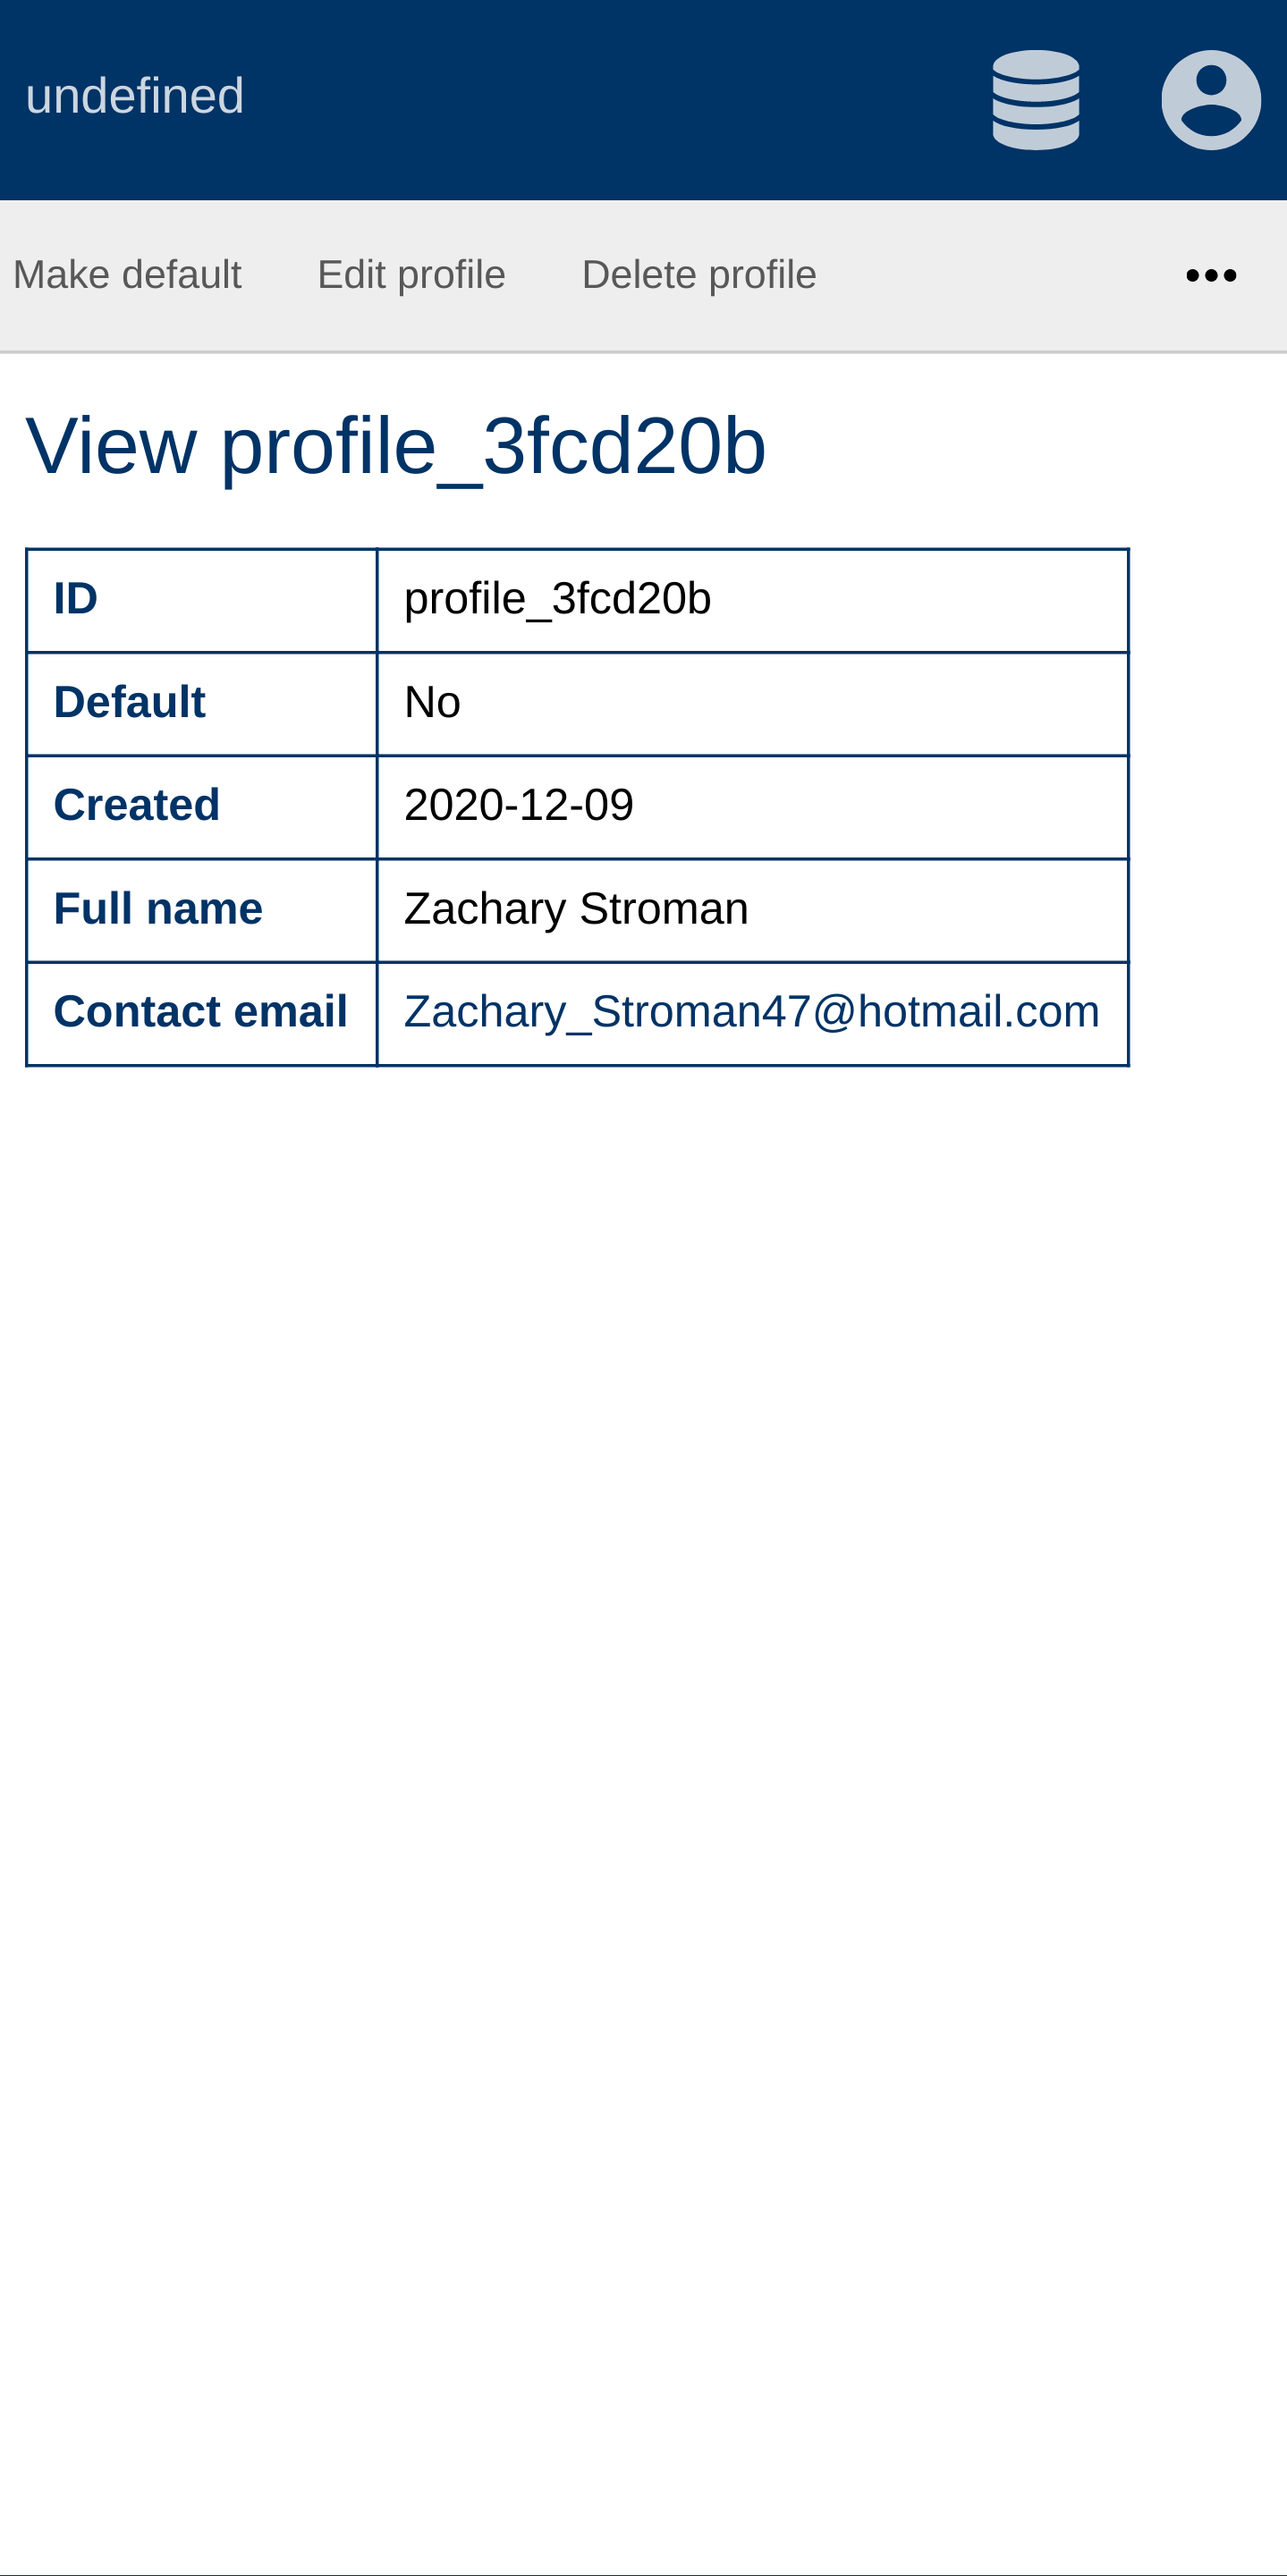 undefined
Make default Edit profile Delete profile
View profile_3fcd20b
ID profile_3fcd20b
Default No
Created 2020-12-09
Full name Zachary Stroman
Contact email Zachary_Stroman47@hotmail.com